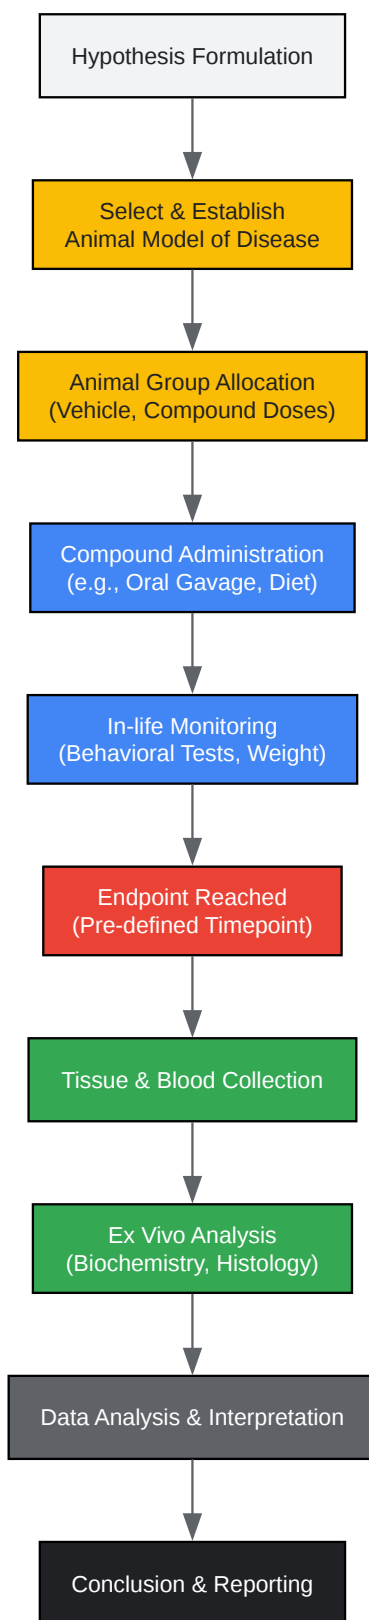 Hypothesis Formulation
Select & Establish
Animal Model of Disease
Animal Group Allocation
(Vehicle, Compound Doses)
Compound Administration
(e.g., Oral Gavage, Diet)
In-life Monitoring
(Behavioral Tests, Weight)
Endpoint Reached
(Pre-defined Timepoint)
Tissue & Blood Collection
Ex Vivo Analysis
(Biochemistry, Histology)
Data Analysis & Interpretation
Conclusion & Reporting